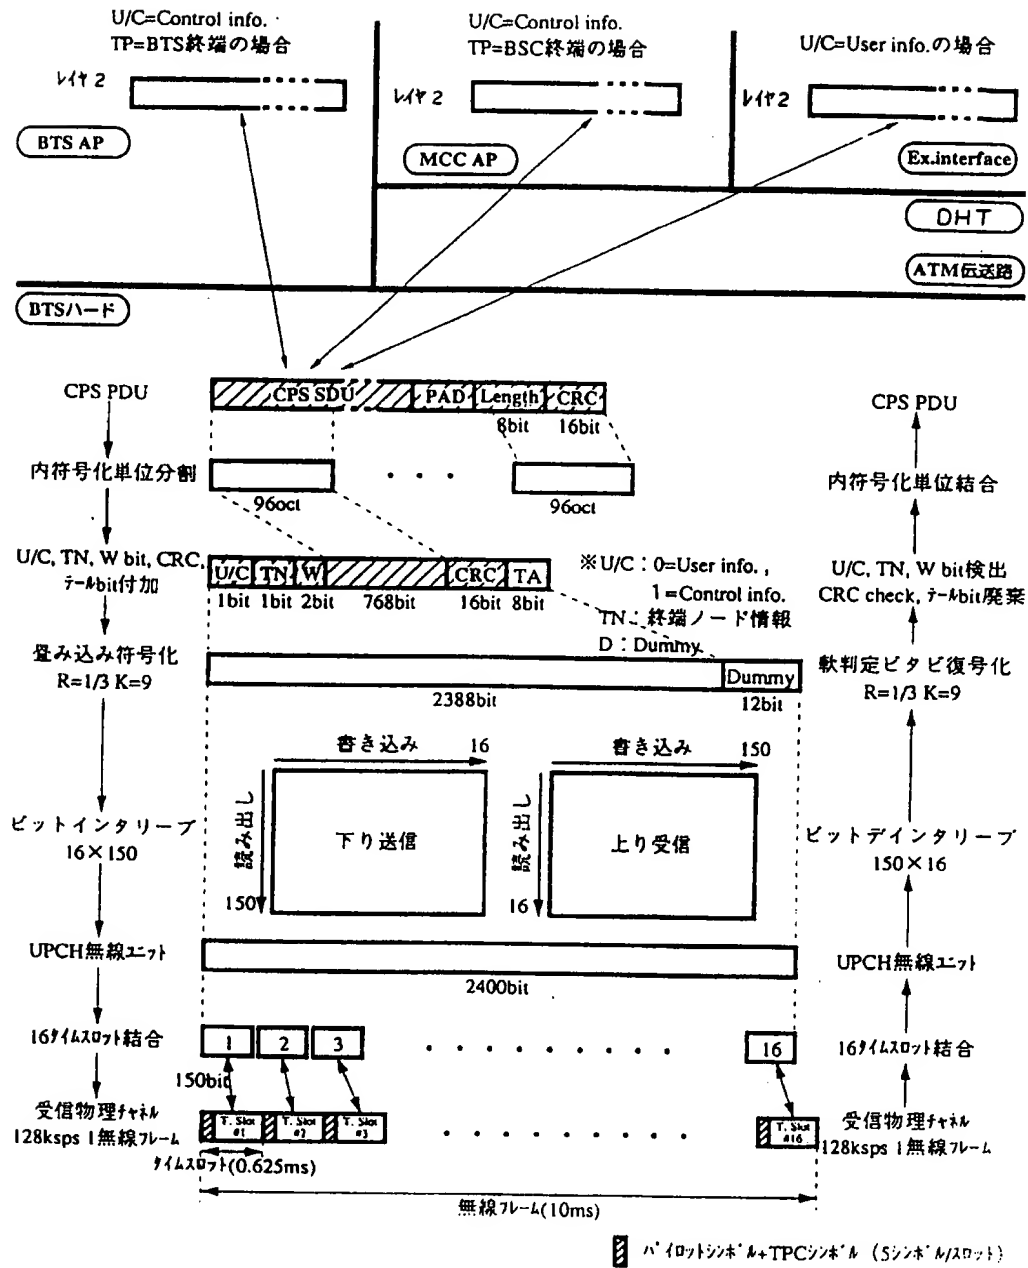 U/C=Control info.
TP=BTS終端の場合
U/C=Control info.
TP=BSC終端の場合
U/C=User info.の場合
レイヤ2
レイヤ2
レイヤ2
BTS AP
MCC AP
Ex.interface
DHT
ATM伝送路
BTSハード
CPS PDU
CPS SDU
PAD
Length
CRC
CPS PDU
8bit
16bit
内符号化単位分割
・・・
内符号化単位結合
96oct
96oct
U/C, TN, W bit, CRC,
テールbit付加
U/C
TN
W
CRC
TA
1bit
1bit
2bit
768bit
16bit
8bit
※U/C:0=User info.,
1=Control info.
TN:終端ノード情報
D:Dummy
U/C, TN, W bit検出
CRC check, テールbit廃棄
畳み込み符号化
R=1/3 K=9
Dummy
2388bit
12bit
軟判定ビタビ復号化
R=1/3 K=9
書き込み
16
書き込み
150
読み出し
下り送信
150
読み出し
上り受信
16
ビットインタリーブ
16×150
ビットデインタリーブ
150×16
UPCH無線ユニット
2400bit
UPCH無線ユニット
16タイムスロット結合
1
2
3
・・・・・・・・・・
16
16タイムスロット結合
150bit
受信物理チャネル
128ksps 1無線フレーム
T. Slot
#1
T. Slot
#2
T. Slot
#3
・・・・・・・・・・
T. Slot
#16
受信物理チャネル
128ksps 1無線フレーム
タイムスロット(0.625ms)
無線フレーム(10ms)
パイロットシンボル+TPCシンボル (5シンボル/スロット)